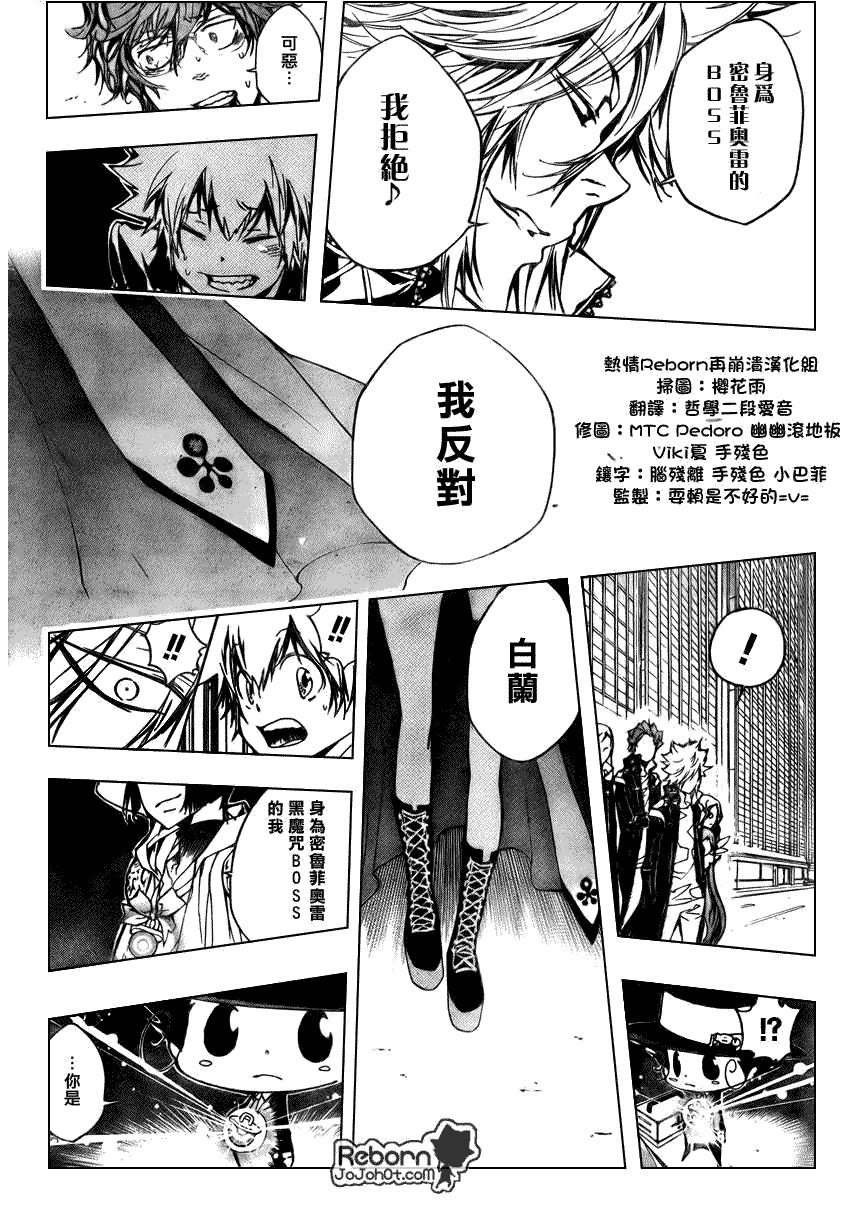 身爲
密魯菲奧雷的
BOSS
我拒絕♪
可惡…
我反對
熱情Reborn再崩潰漢化組
掃圖：櫻花雨
翻譯：哲學二段愛音
修圖：MTC Pedoro 幽幽滾地板
Viki夏 手殘色
鑲字：腦殘離 手殘色 小巴菲
監製：耍賴是不好的=v=
！
白蘭
!!
!!
身為密魯菲奧雷
黑魔咒BOSS
的我
!?
…你是
Reborn
JoJoHot.com